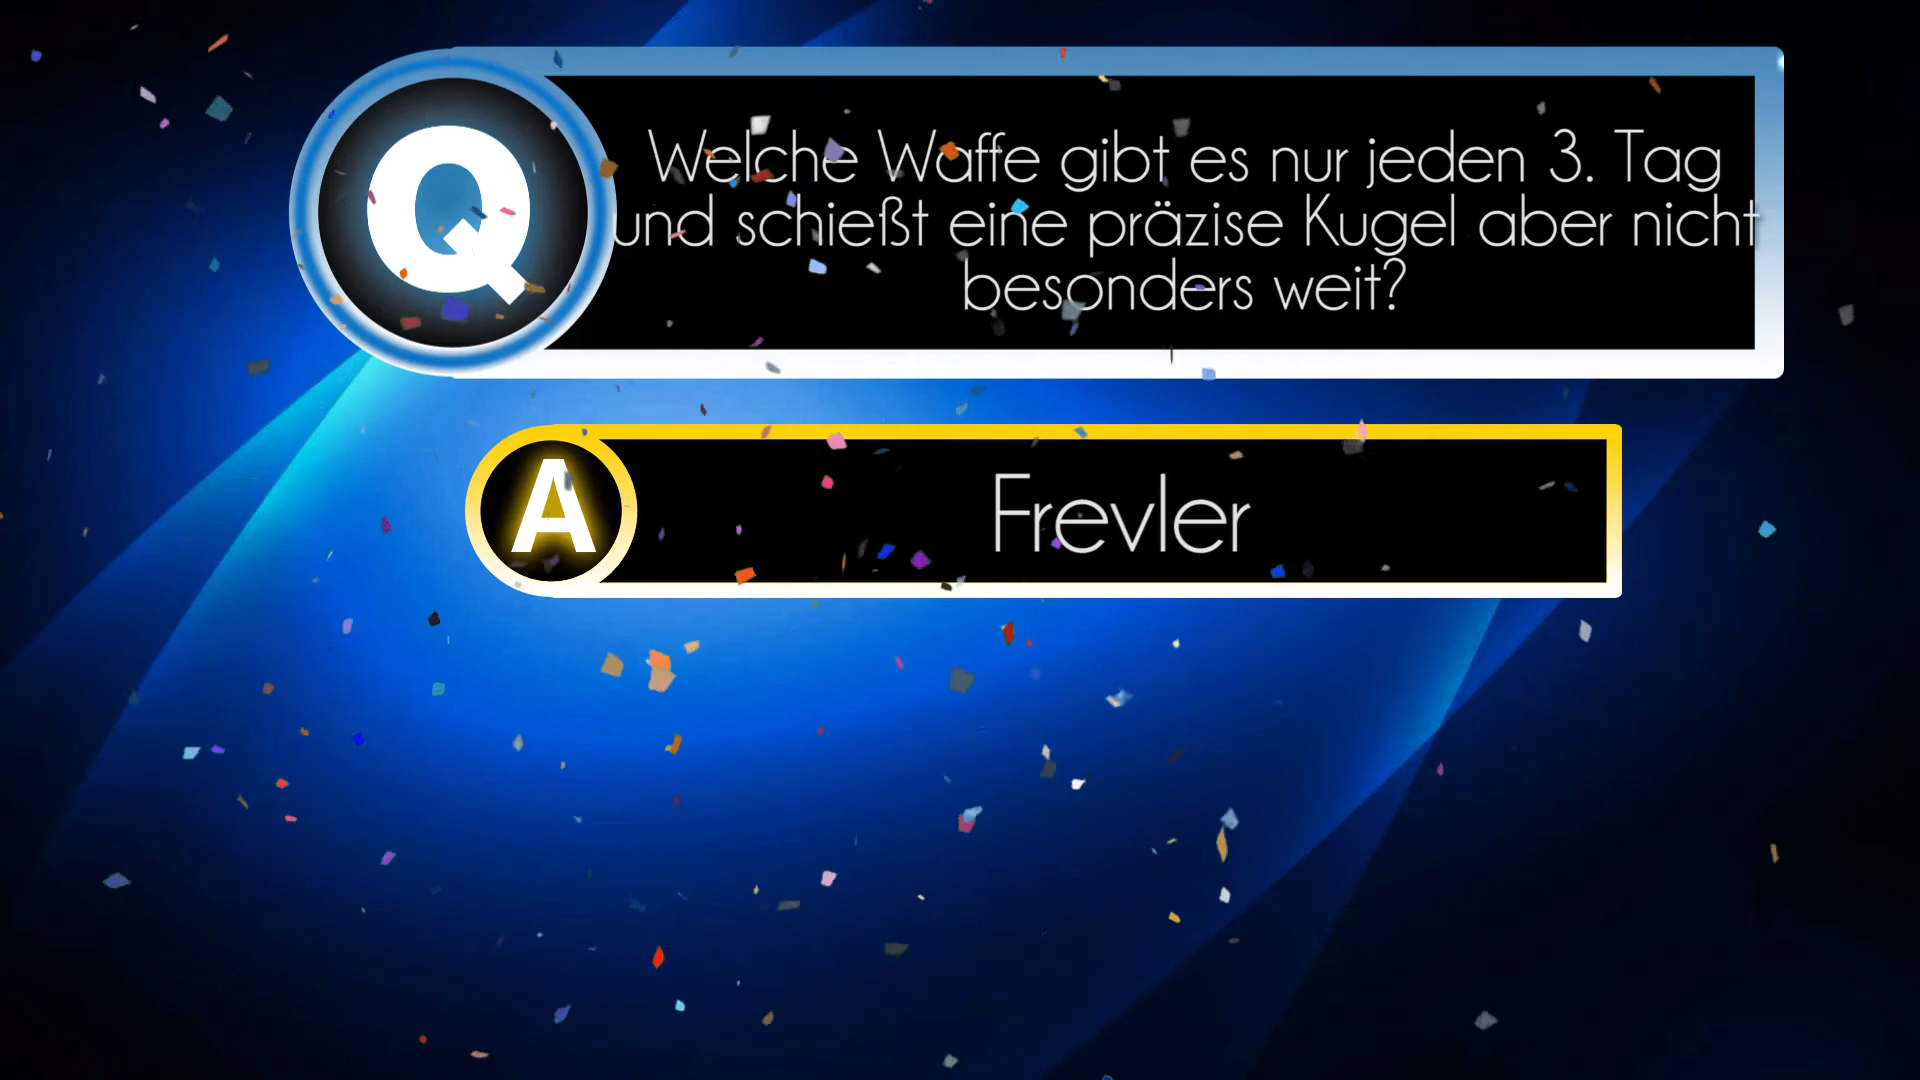 Q
Welche Waffe gibt es nur jeden 3. Tag
und schießt eine präzise Kugel aber nicht
besonders weit?
A
Frevler